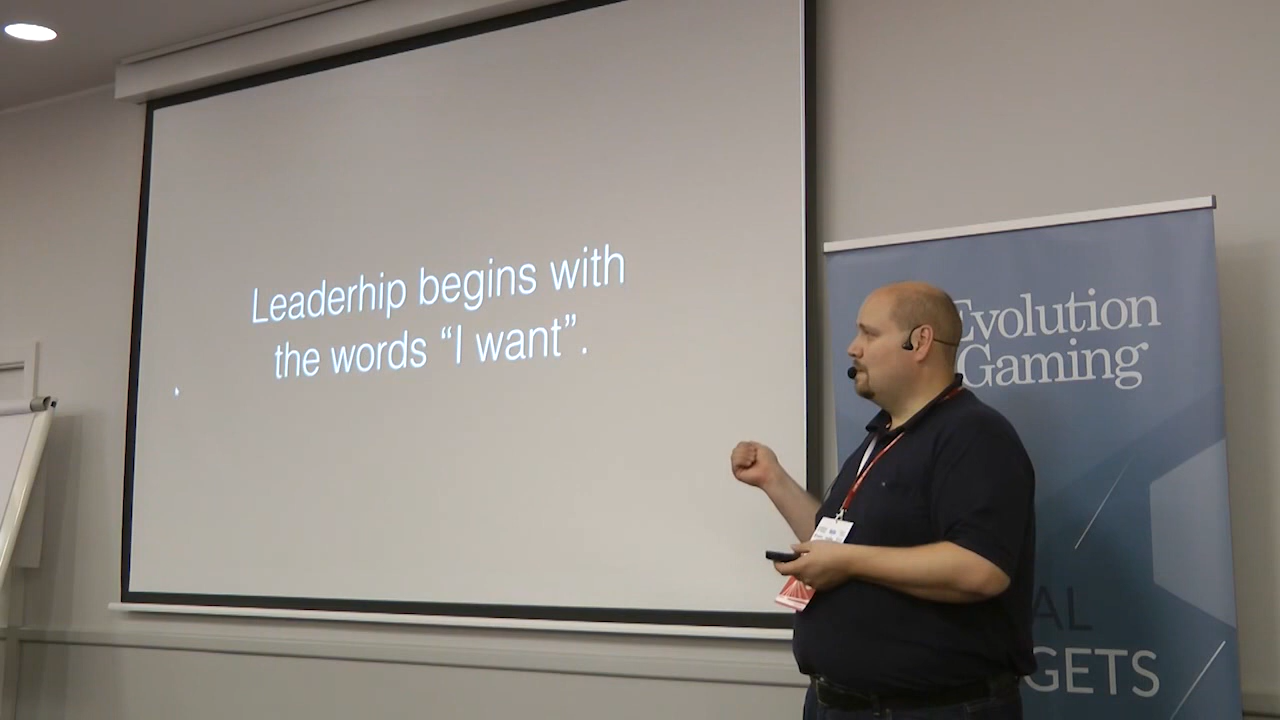 Leaderhip begins with
the words “I want”.
Evolution
Gaming
AL
GETS